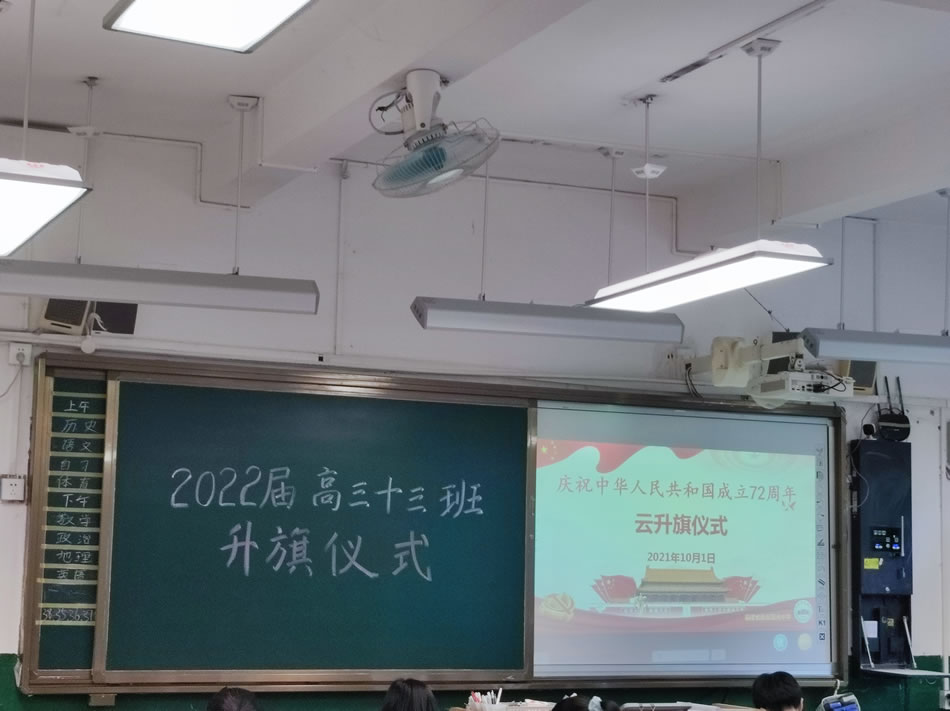 上午
历史
语文
自习
体育
下午
数学
政治
地理
2022届高三十三班
升旗仪式
庆祝中华人民共和国成立72周年
云升旗仪式
2021年10月1日